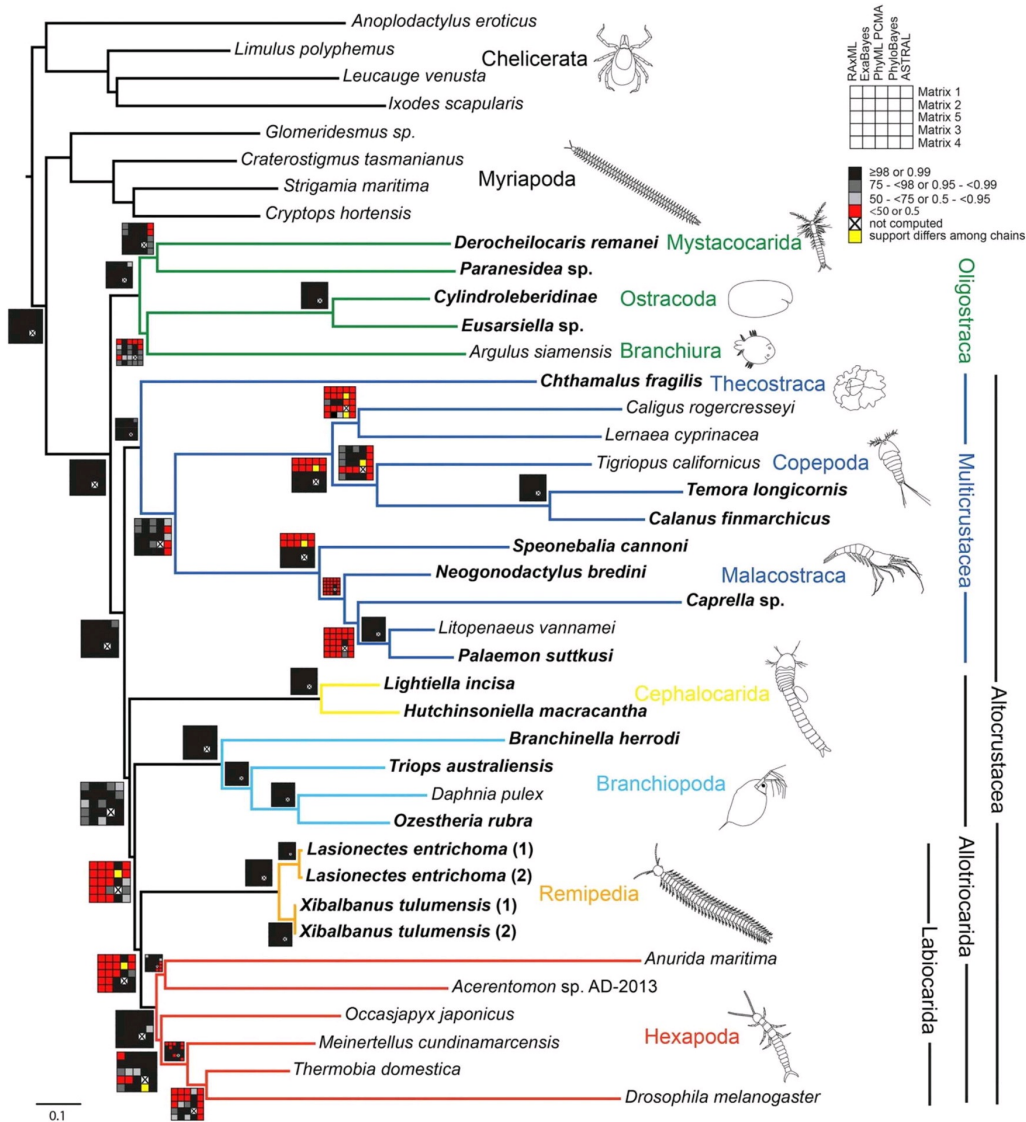 Anoplodactylus eroticus
Limulus polyphemus
Chelicerata
Leucauge venusta
Ixodes scapularis
RAxML
ExaBayes
PhyML PCMA
PhyloBayes
ASTRAL
Matrix 1
Matrix 2
Matrix 5
Matrix 3
Matrix 4
≥98 or 0.99
75 - <98 or 0.95 - <0.99
50 - <75 or 0.5 - <0.95
<50 or 0.5
not computed
support differs among chains
Glomeridesmus sp.
Craterostigmus tasmanianus
Myriapoda
Strigamia maritima
Cryptops hortensis
Derocheilocaris remanei
Mystacocarida
Paranesidea sp.
Cylindroleberidinae
Ostracoda
Eusarsiella sp.
Argulus siamensis
Branchiura
Oligostraca
Chthamalus fragilis
Thecostraca
Caligus rogercresseyi
Lernaea cyprinacea
Tigriopus californicus
Copepoda
Temora longicornis
Calanus finmarchicus
Multicrustacea
Speonebalia cannoni
Neogonodactylus bredini
Malacostraca
Caprella sp.
Litopenaeus vannamei
Palaemon suttkusi
Lightiella incisa
Cephalocarida
Hutchinsoniella macracantha
Altocrustacea
Branchinella herrodi
Triops australiensis
Branchiopoda
Daphnia pulex
Ozestheria rubra
Allotriocarida
Lasionectes entrichoma (1)
Lasionectes entrichoma (2)
Remipedia
Xibalbanus tulumensis (1)
Xibalbanus tulumensis (2)
Labiocarida
Anurida maritima
Acerentomon sp. AD-2013
Occasjapyx japonicus
Hexapoda
Meinertellus cundinamarcensis
Thermobia domestica
Drosophila melanogaster
0.1